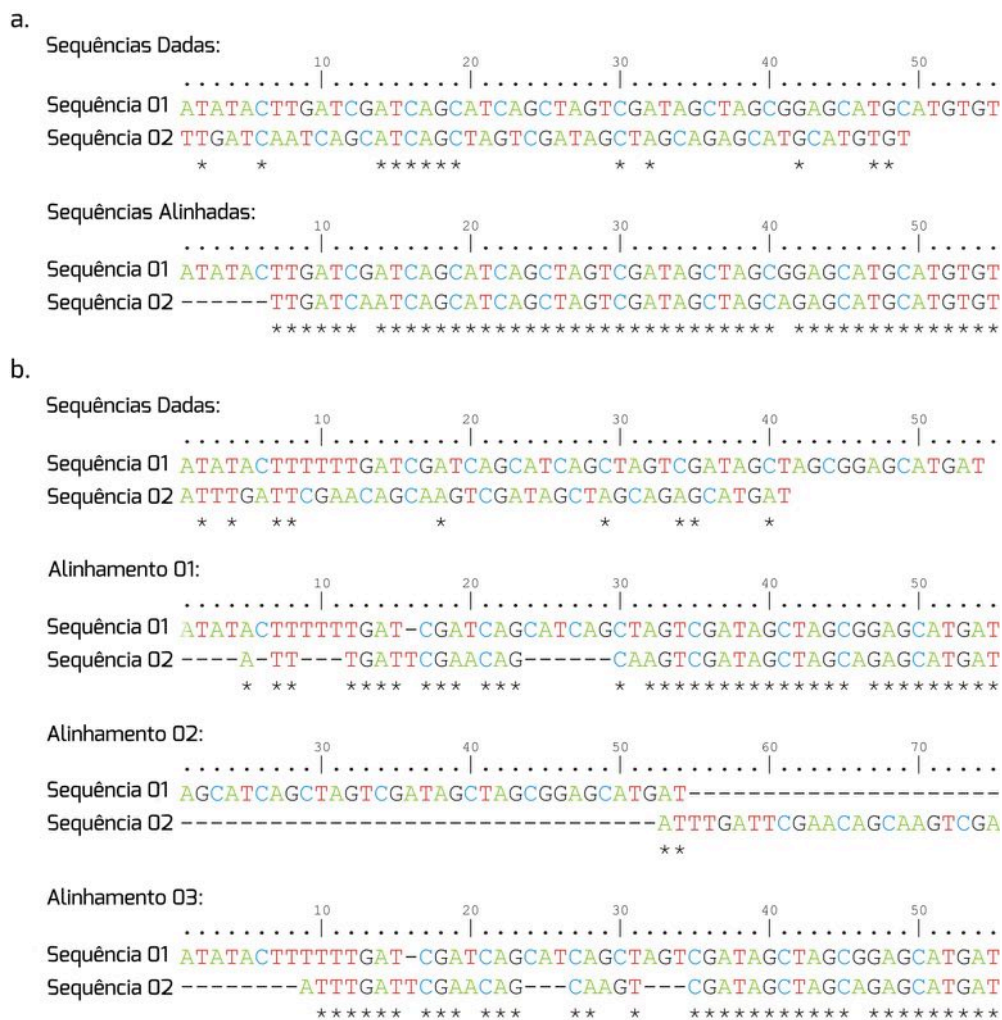 a.
Sequências Dadas:
10 20 30 40 50
Sequência 01 ATATACTTGATCGATCAGCATCAGCTAGTCGATAGCTAGCGGAGCATGCATGTGT
Sequência 02 TTGATCAATCAGCATCAGCTAGTCGATAGCTAGCAGAGCATGCATGTGT
Sequências Alinhadas:
10 20 30 40 50
Sequência 01 ATATACTTGATCGATCAGCATCAGCTAGTCGATAGCTAGCGGAGCATGCATGTGT
Sequência 02 ------TTGATCAATCAGCATCAGCTAGTCGATAGCTAGCAGAGCATGCATGTGT
b.
Sequências Dadas:
10 20 30 40 50
Sequência 01 ATATACTTTTTTGATCGATCAGCATCAGCTAGTCGATAGCTAGCGGAGCATGAT
Sequência 02 ATTTGATTCGAACAGCAAGTCGATAGCTAGCAGAGCATGAT
Alinhamento 01:
10 20 30 40 50
Sequência 01 ATATACTTTTTTGAT-CGATCAGCATCAGCTAGTCGATAGCTAGCGGAGCATGAT
Sequência 02 ----A-TT---TGATTCGAACAG------CAAGTCGATAGCTAGCAGAGCATGAT
Alinhamento 02:
30 40 50 60 70
Sequência 01 AGCATCAGCTAGTCGATAGCTAGCGGAGCATGAT---------------------
Sequência 02 --------------------------------ATTTGATTCGAACAGCAAGTCGA
Alinhamento 03:
10 20 30 40 50
Sequência 01 ATATACTTTTTTGAT-CGATCAGCATCAGCTAGTCGATAGCTAGCGGAGCATGAT
Sequência 02 --------ATTTGATTCGAACAG---CAAGT---CGATAGCTAGCAGAGCATGAT